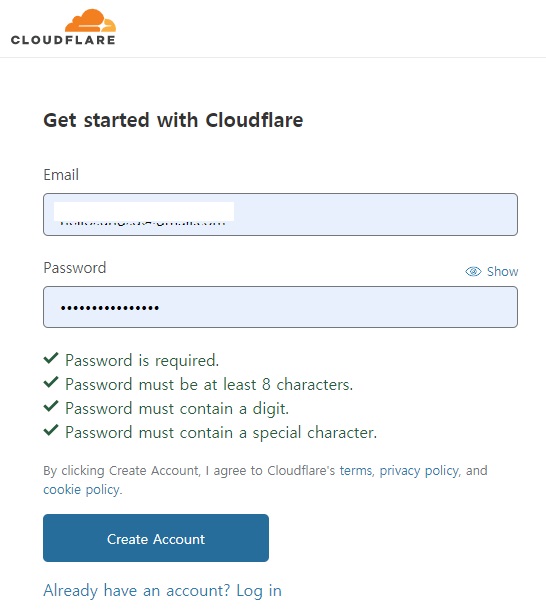 CLOUDFLARE
Get started with Cloudflare
Email
Password
Show
••••••••••••••••
Password is required.
Password must be at least 8 characters.
Password must contain a digit.
Password must contain a special character.
By clicking Create Account, I agree to Cloudflare's terms, privacy policy, and
cookie policy.
Create Account
Already have an account? Log in